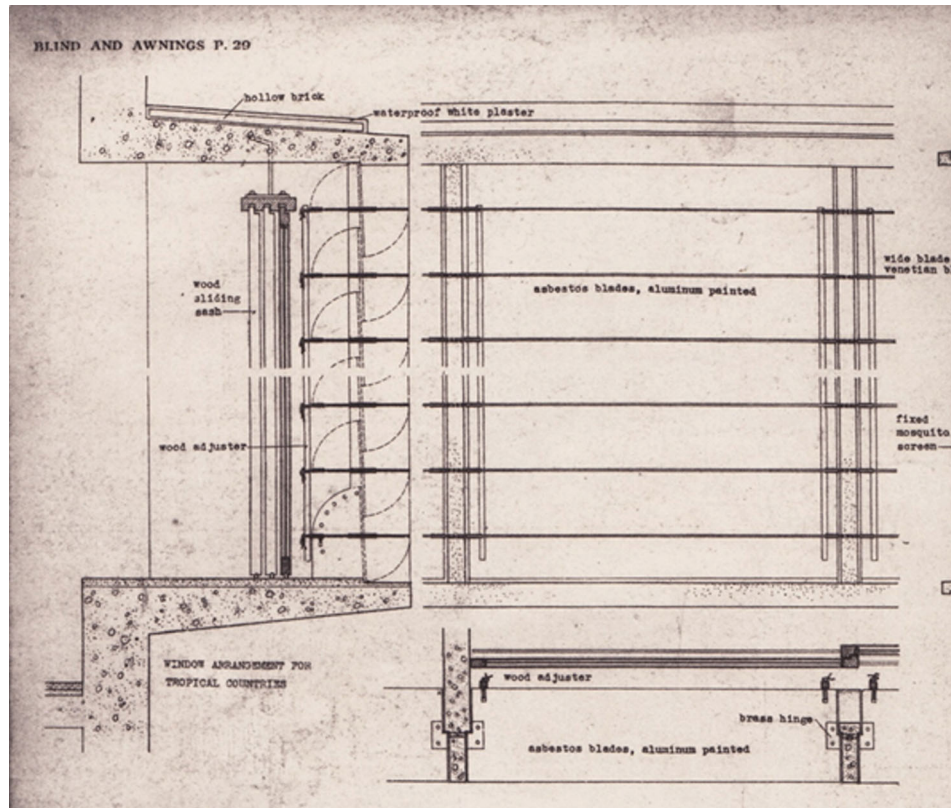 BLIND AND AWNINGS P. 29
hollow brick
waterproof white plaster
wood
sliding
sash
asbestos blades, aluminum painted
wide blade
venetian b
wood adjuster
fixed
mosquito
screen
WINDOW ARRANGEMENT FOR
TROPICAL COUNTRIES
wood adjuster
brass hinge
asbestos blades, aluminum painted